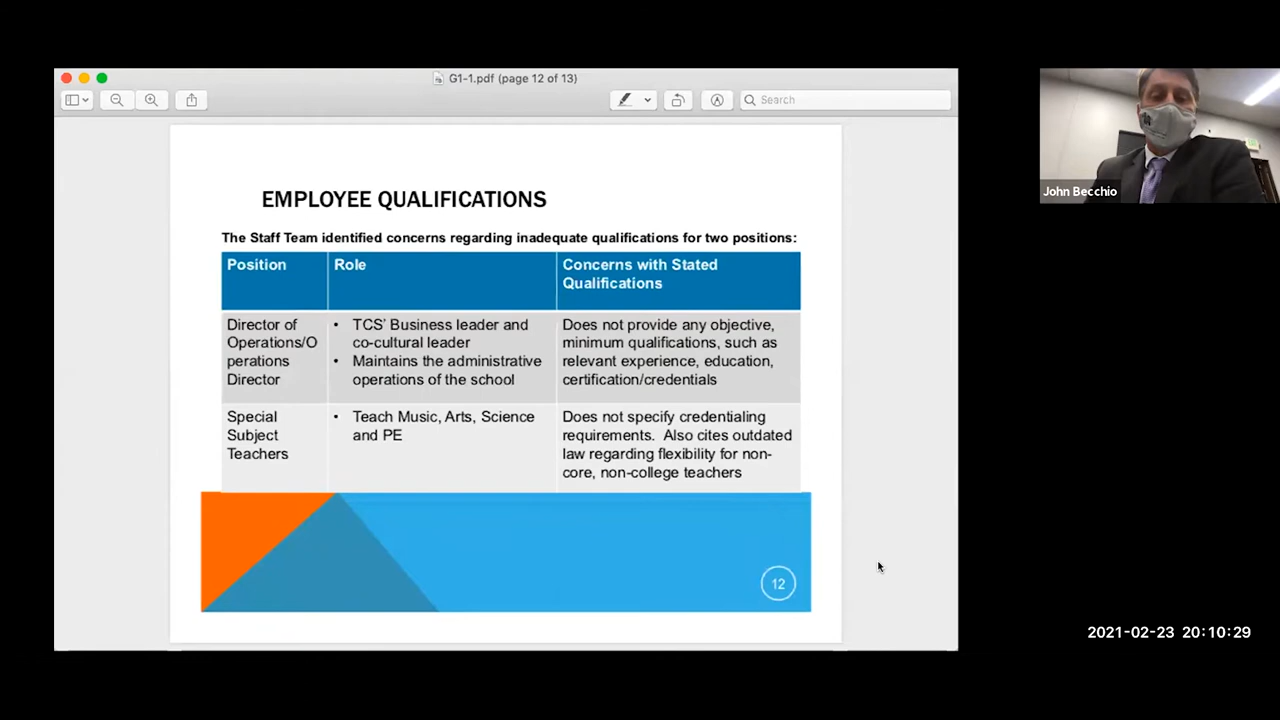 G1-1.pdf (page 12 of 13)
Search
EMPLOYEE QUALIFICATIONS
The Staff Team identified concerns regarding inadequate qualifications for two positions:
Position
Role
Concerns with Stated
Qualifications
Director of
Operations/O
perations
Director
• TCS' Business leader and
co-cultural leader
• Maintains the administrative
operations of the school
Does not provide any objective,
minimum qualifications, such as
relevant experience, education,
certification/credentials
Special
Subject
Teachers
• Teach Music, Arts, Science
and PE
Does not specify credentialing
requirements.  Also cites outdated
law regarding flexibility for non-
core, non-college teachers
12
John Becchio
2021-02-23 20:10:29